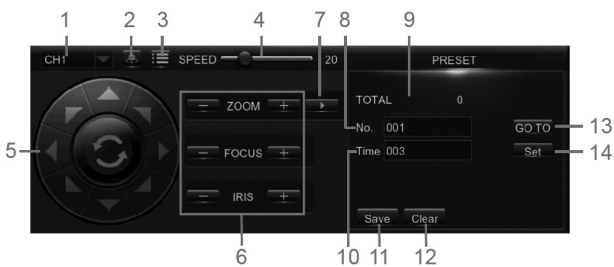 1 2 3 4 7 8 9
CH1 SPEED 20 PRESET
TOTAL 0
ZOOM
No. 001 GO TO 13
5 FOCUS Time 003 Set 14
IRIS
Save Clear
6 10 11 12